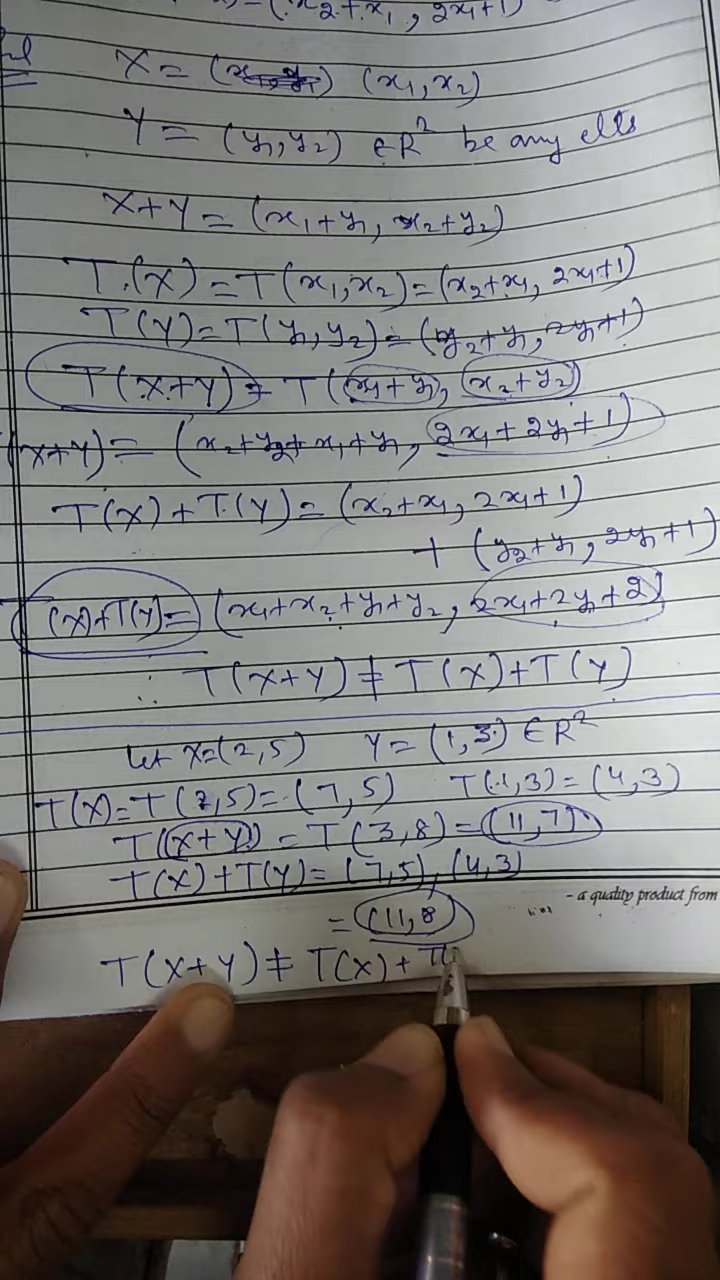 (x2+x1, 2x1+1)
X = (x1, x2)
Y = (y1, y2) ∈ R² be any elts
X+Y = (x1+y1, x2+y2)
T(X) = T(x1, x2) = (x2+x1, 2x1+1)
T(Y) = T(y1, y2) = (y2+y1, 2y1+1)
T(X+Y) = T(x1+y1, x2+y2)
(X+Y) = (x2+y2+x1+y1, 2x1+2y1+1)
T(X)+T(Y) = (x2+x1, 2x1+1)
+ (y2+y1, 2y1+1)
T(X)+T(Y) = (x1+x2+y1+y2, 2x1+2y1+2)
∴ T(X+Y) ≠ T(X)+T(Y)
let X=(2,5) Y=(1,3) ∈ R²
T(X)=T(2,5)=(7,5) T(1,3)=(4,3)
T(X+Y) = T(3,8) = (11,7)
T(X)+T(Y) = (7,5), (4,3)
- a quality product from
= (11,8)
T(X+Y) ≠ T(X) + T(